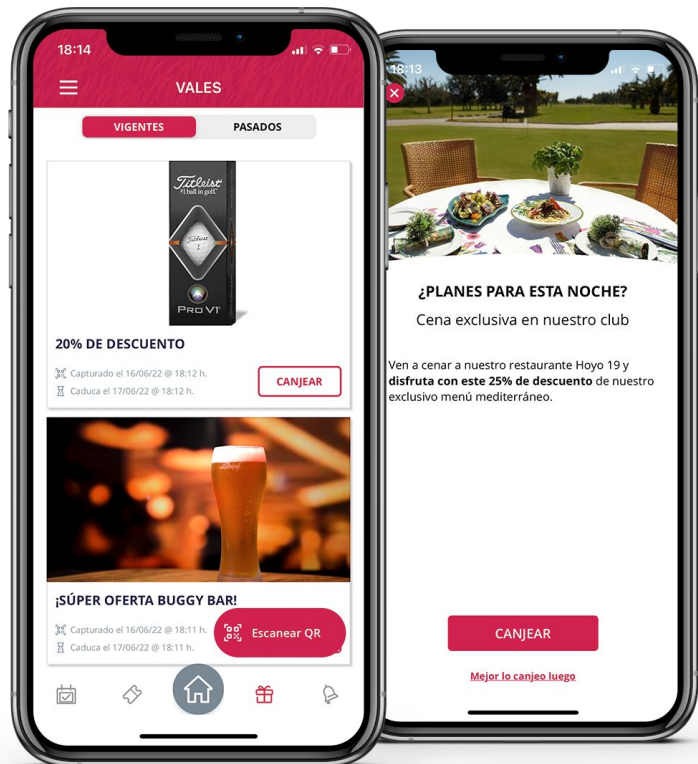 18:14
VALES
VIGENTES
PASADOS
Titleist
#1 ball in golf.
Titleist
1
PRO V1
20% DE DESCUENTO
Capturado el 16/06/22 @ 18:12 h.
Caduca el 17/06/22 @ 18:12 h.
CANJEAR
¡SÚPER OFERTA BUGGY BAR!
Capturado el 16/06/22 @ 18:11 h.
Caduca el 17/06/22 @ 18:11 h.
Escanear QR
18:13
¿PLANES PARA ESTA NOCHE?
Cena exclusiva en nuestro club
Ven a cenar a nuestro restaurante Hoyo 19 y
disfruta con este 25% de descuento de nuestro
exclusivo menú mediterráneo.
CANJEAR
Mejor lo canjeo luego